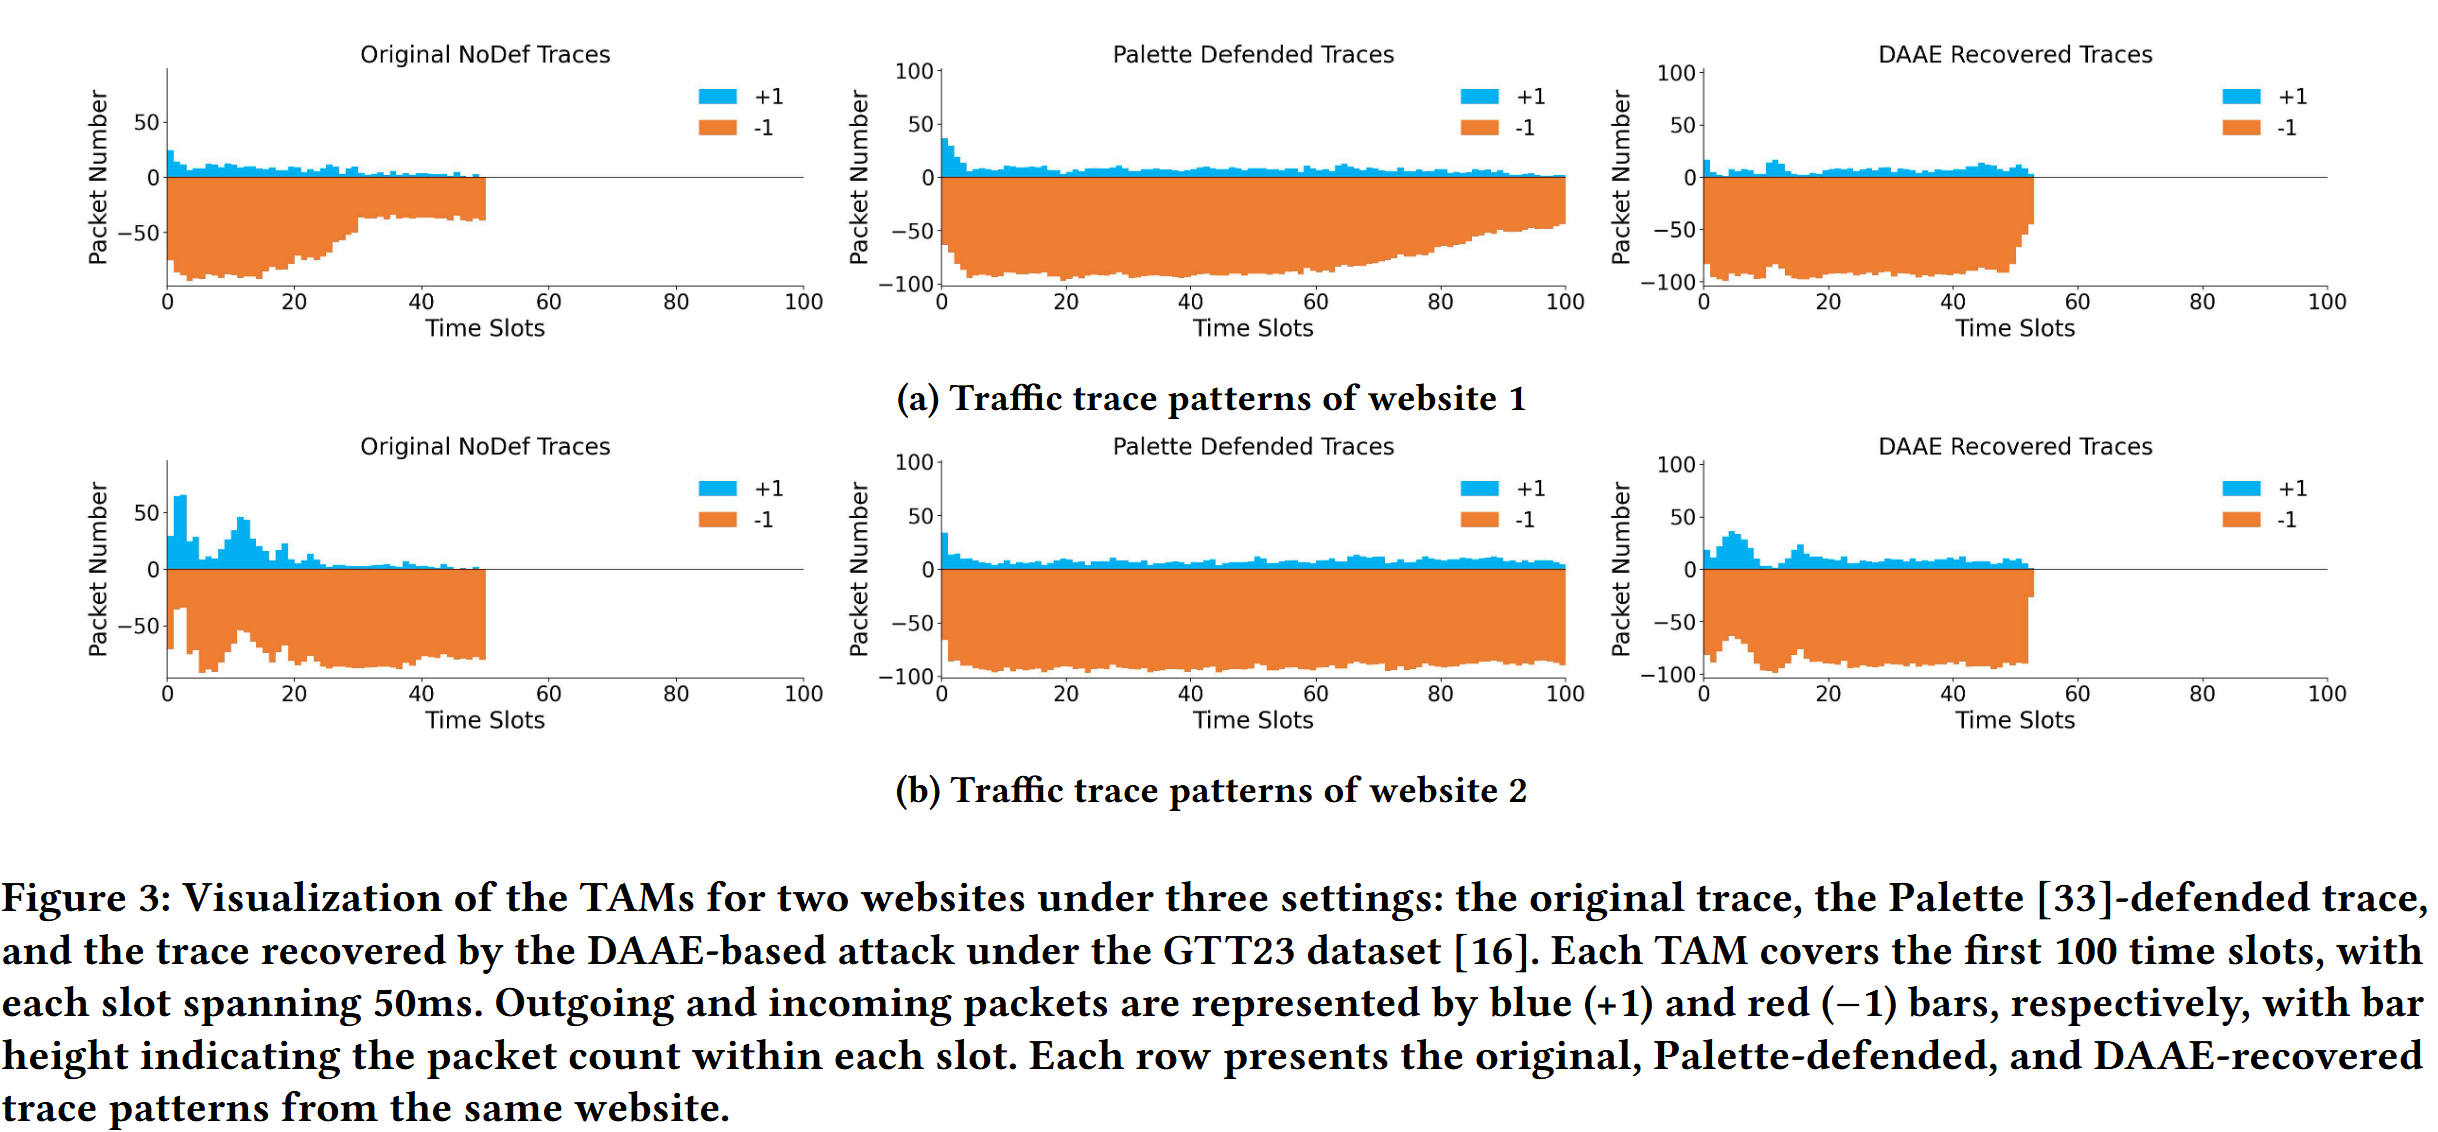 Original NoDef Traces
Palette Defended Traces
DAAE Recovered Traces
Packet Number
50
0
−50
+1
-1
0 20 40 60 80 100
Time Slots
Packet Number
100
50
0
−50
−100
+1
-1
0 20 40 60 80 100
Time Slots
Packet Number
100
50
0
−50
−100
+1
-1
0 20 40 60 80 100
Time Slots
(a) Traffic trace patterns of website 1
Original NoDef Traces
Palette Defended Traces
DAAE Recovered Traces
Packet Number
50
0
−50
+1
-1
0 20 40 60 80 100
Time Slots
Packet Number
100
50
0
−50
−100
+1
-1
0 20 40 60 80 100
Time Slots
Packet Number
100
50
0
−50
−100
+1
-1
0 20 40 60 80 100
Time Slots
(b) Traffic trace patterns of website 2
Figure 3: Visualization of the TAMs for two websites under three settings: the original trace, the Palette [33]-defended trace,
and the trace recovered by the DAAE-based attack under the GTT23 dataset [16]. Each TAM covers the first 100 time slots, with
each slot spanning 50ms. Outgoing and incoming packets are represented by blue (+1) and red (−1) bars, respectively, with bar
height indicating the packet count within each slot. Each row presents the original, Palette-defended, and DAAE-recovered
trace patterns from the same website.